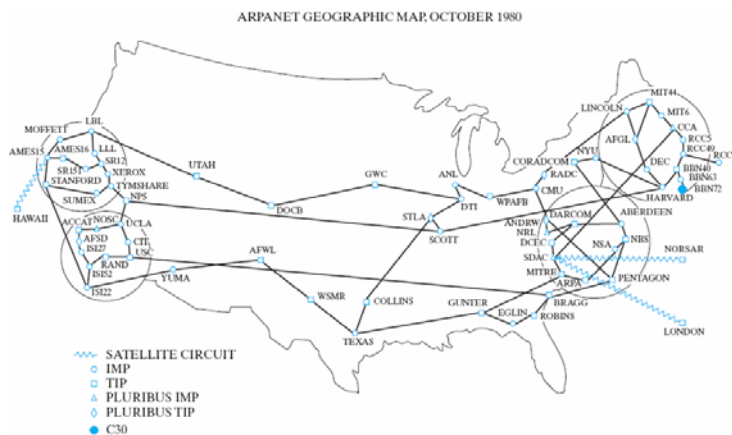 ARPANET GEOGRAPHIC MAP, OCTOBER 1980
MIT44
LINCOLN
MIT6
CCA
RCC5
RCC49
RCC
AFGL
DEC
BBN40
BBN63
BBN72
HARVARD
NYU
CORADCOM
RADC
CMU
LBL
MOFFETT
AMES15
AMES16
LLL
SRI2
SRI51
XEROX
STANFORD
TYMSHARE
SUMEX
NPS
HAWAII
UTAH
DOCB
GWC
ANL
DTI
WPAFB
STLA
SCOTT
ANDRW
NRL
DARCOM
ABERDEEN
DCEC
NSA
NBS
SDAC
NORSAR
MITRE
ARPA
PENTAGON
LONDON
ACCAT
NOSC
UCLA
AFSD
ISI27
CIT
USC
RAND
ISI52
ISI22
YUMA
AFWL
WSMR
COLLINS
TEXAS
GUNTER
BRAGG
EGLIN
ROBINS
SATELLITE CIRCUIT
IMP
TIP
PLURIBUS IMP
PLURIBUS TIP
C30